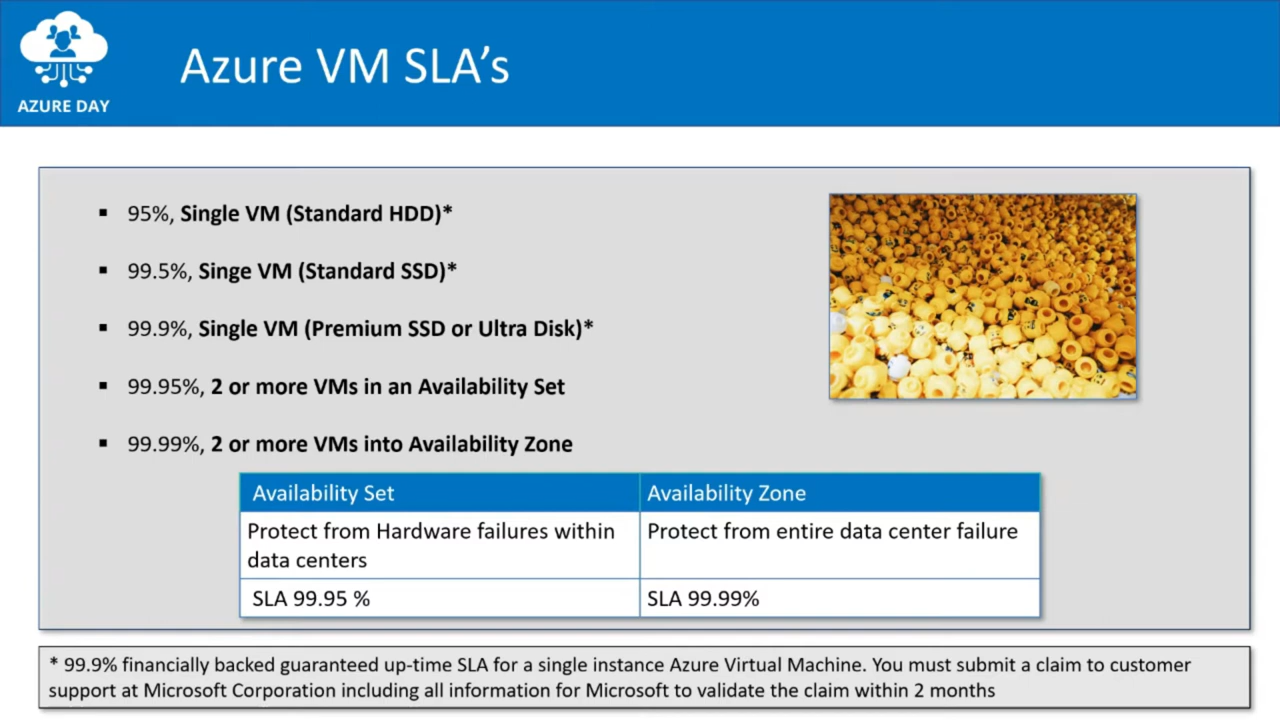 AZURE DAY
Azure VM SLA’s
▪ 95%, Single VM (Standard HDD)*
▪ 99.5%, Singe VM (Standard SSD)*
▪ 99.9%, Single VM (Premium SSD or Ultra Disk)*
▪ 99.95%, 2 or more VMs in an Availability Set
▪ 99.99%, 2 or more VMs into Availability Zone
Availability Set
Availability Zone
Protect from Hardware failures within
data centers
Protect from entire data center failure
SLA 99.95 %
SLA 99.99%
* 99.9% financially backed guaranteed up-time SLA for a single instance Azure Virtual Machine. You must submit a claim to customer
support at Microsoft Corporation including all information for Microsoft to validate the claim within 2 months